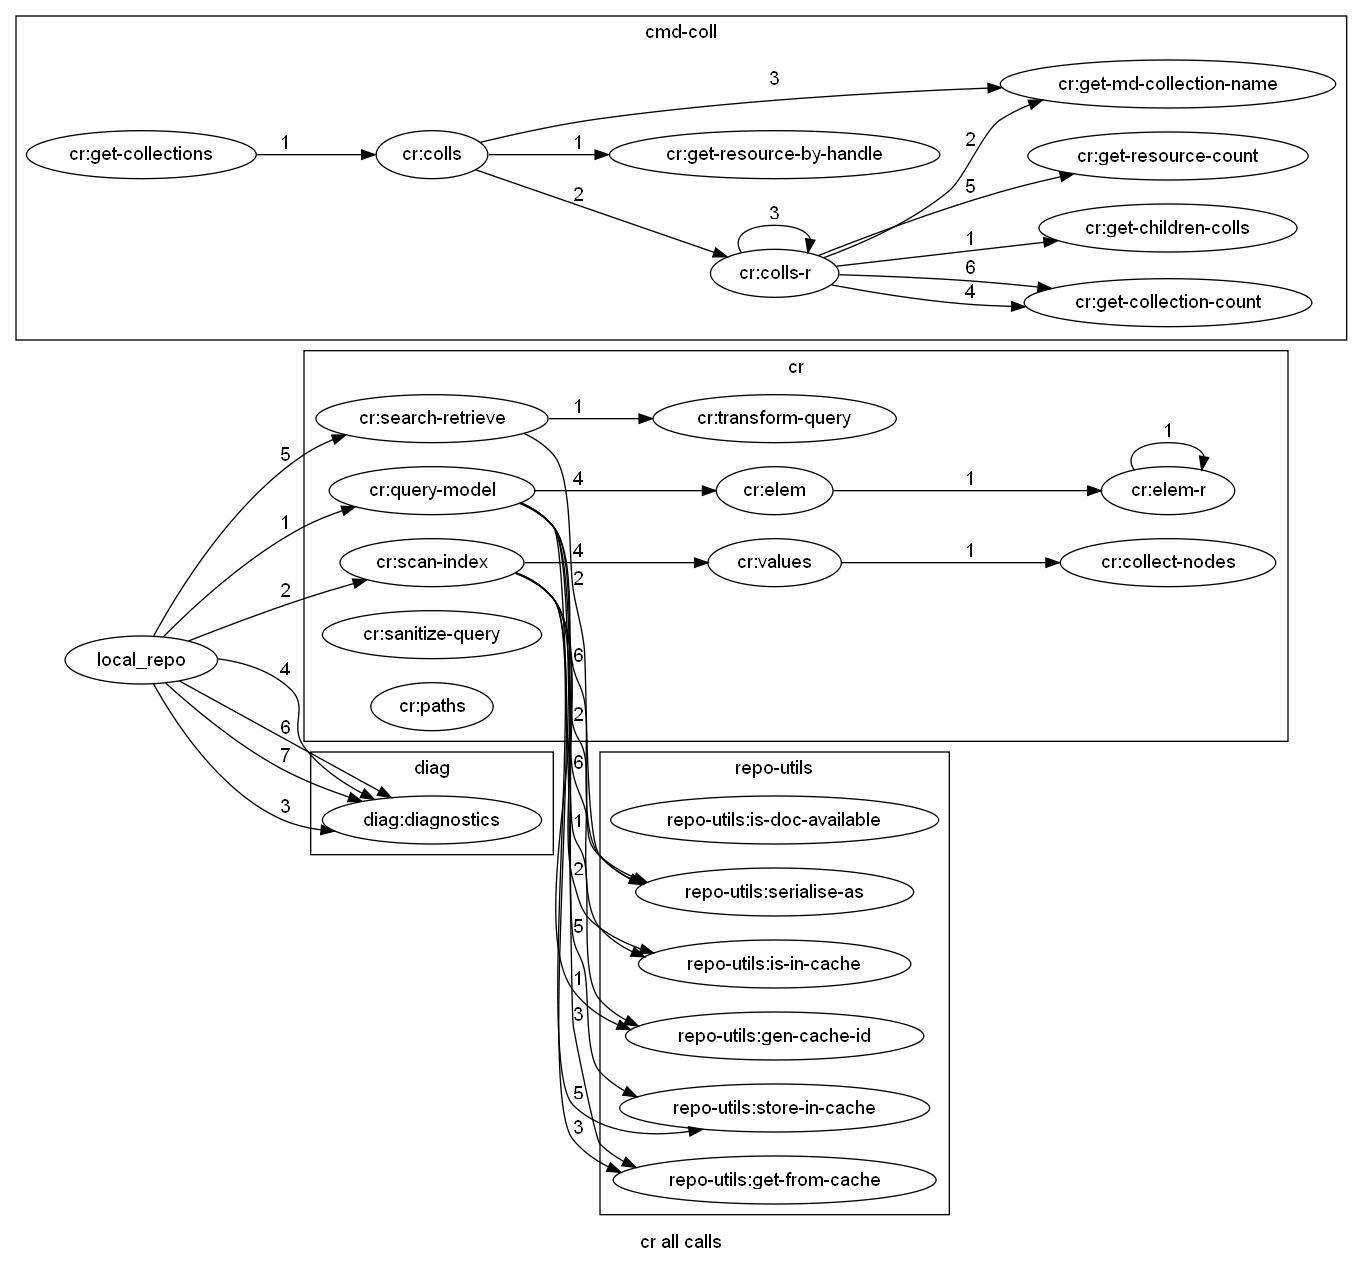 cmd-coll
3
cr:get-md-collection-name
cr:get-collections
1
cr:colls
1
cr:get-resource-by-handle
2
cr:get-resource-count
2
5
3
cr:get-children-colls
1
cr:colls-r
6
4
cr:get-collection-count
cr
cr:search-retrieve
1
cr:transform-query
5
1
cr:query-model
4
cr:elem
1
cr:elem-r
1
cr:scan-index
4
cr:values
1
cr:collect-nodes
2
2
cr:sanitize-query
local_repo
6
4
cr:paths
2
6
7
6
diag
repo-utils
3
diag:diagnostics
1
repo-utils:is-doc-available
2
repo-utils:serialise-as
5
repo-utils:is-in-cache
1
3
repo-utils:gen-cache-id
5
repo-utils:store-in-cache
3
repo-utils:get-from-cache
cr all calls